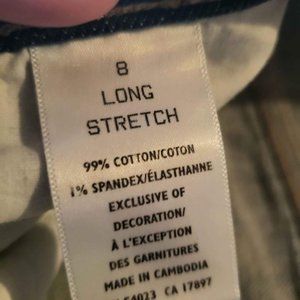 8
LONG
STRETCH
99% COTTON/COTON
1% SPANDEX/ÉLASTHANNE
EXCLUSIVE OF
DECORATION/
À L'EXCEPTION
DES GARNITURES
MADE IN CAMBODIA
CA 17897